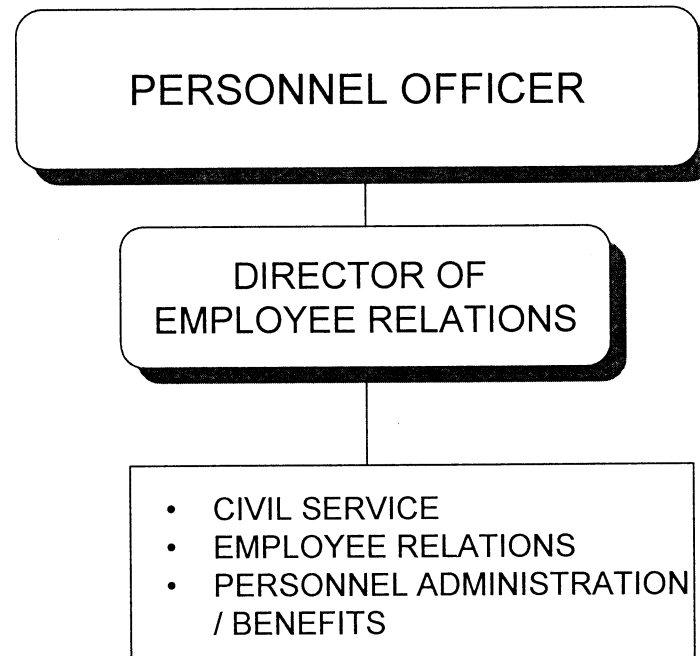 PERSONNEL OFFICER
DIRECTOR OF
EMPLOYEE RELATIONS
• CIVIL SERVICE
• EMPLOYEE RELATIONS
• PERSONNEL ADMINISTRATION
/ BENEFITS